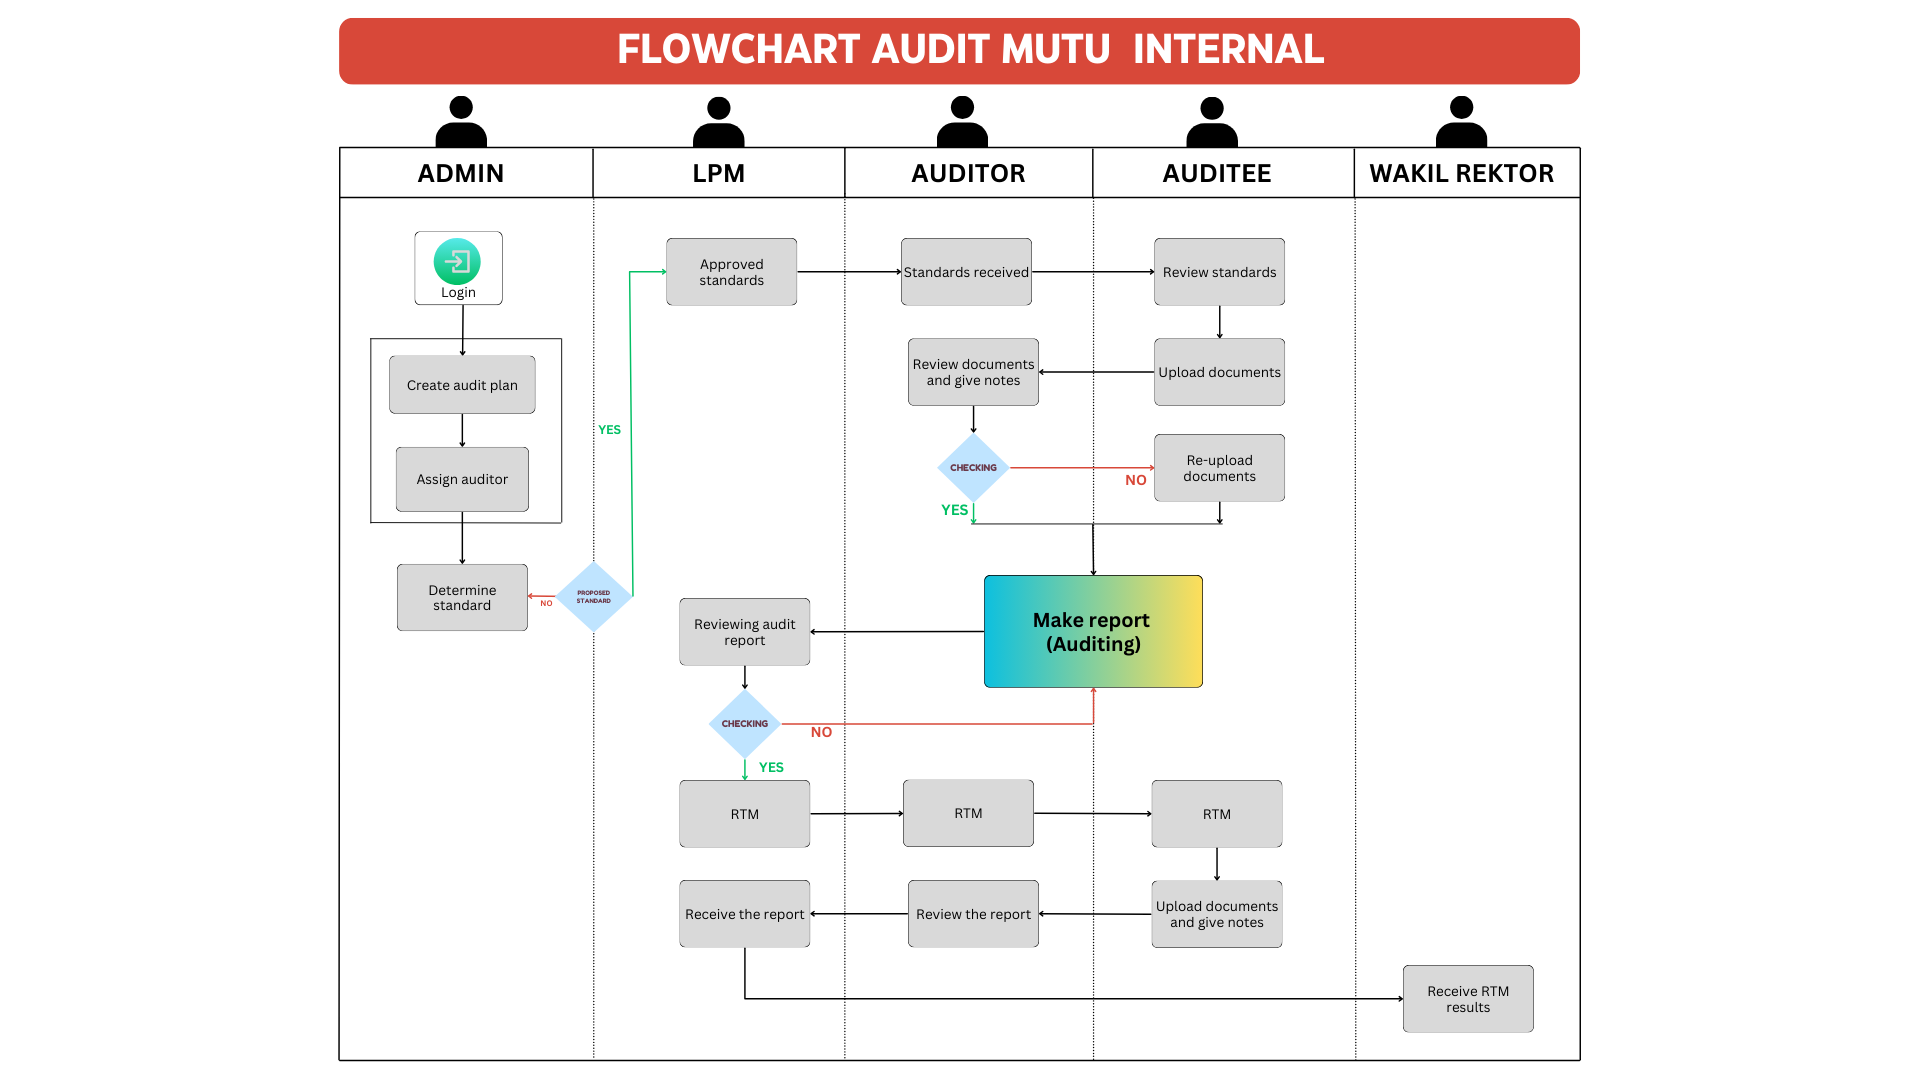 FLOWCHART AUDIT MUTU INTERNAL
ADMIN
LPM
AUDITOR
AUDITEE
WAKIL REKTOR
Login
Approved
standards
Standards received
Review standards
Create audit plan
Review documents
and give notes
Upload documents
YES
Assign auditor
CHECKING
NO
Re-upload
documents
YES
Determine
standard
NO
PROPOSED
STANDARD
Reviewing audit
report
Make report
(Auditing)
CHECKING
NO
YES
RTM
RTM
RTM
Receive the report
Review the report
Upload documents
and give notes
Receive RTM
results